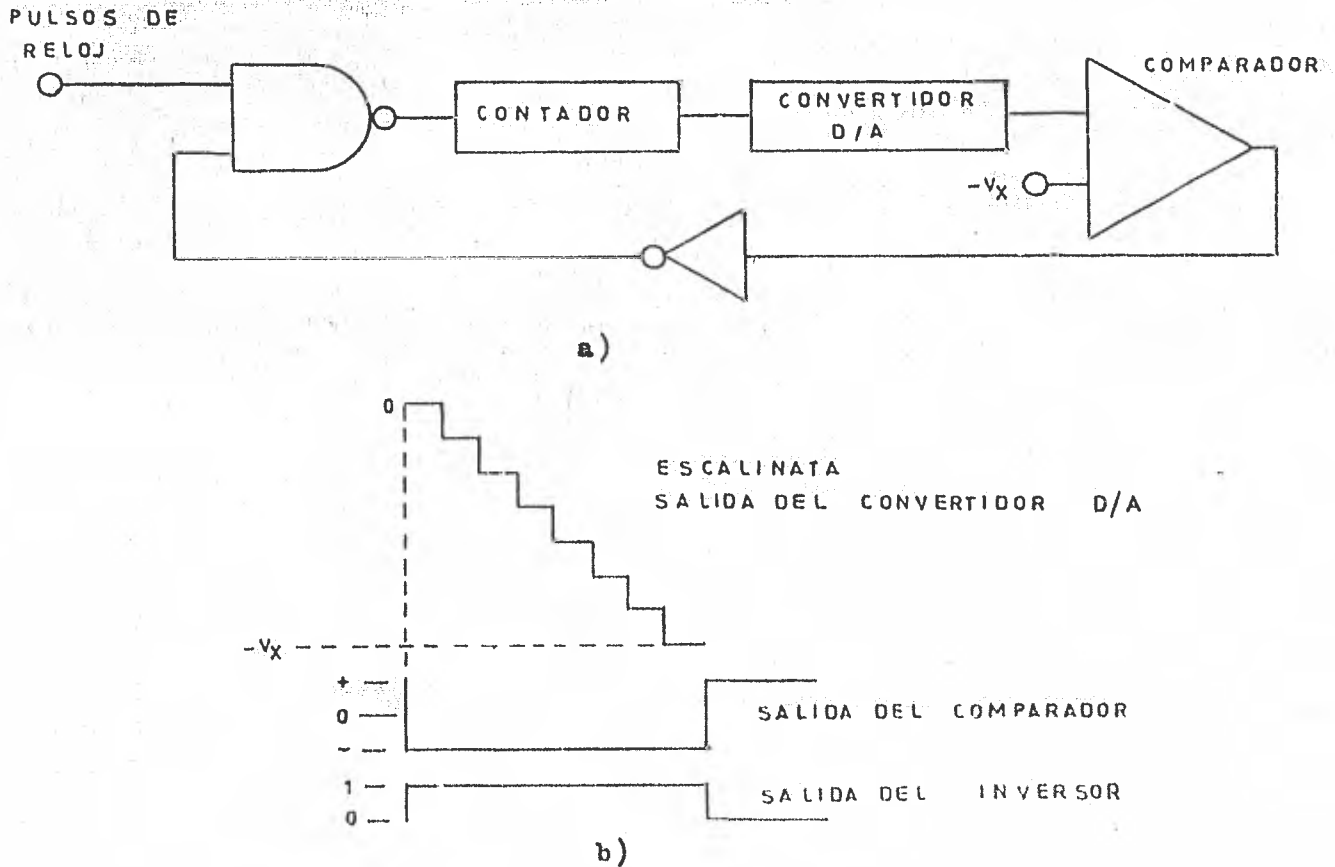 PULSOS DE
RELOJ
CONTADOR
CONVERTIDOR
D/A
COMPARADOR
-VX
a)
0
ESCALINATA
SALIDA DEL CONVERTIDOR D/A
-VX
+
0
-
SALIDA DEL COMPARADOR
1
0
SALIDA DEL INVERSOR
b)